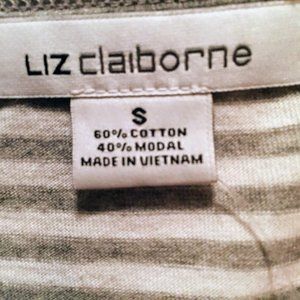 LIZ claiborne
S
60% COTTON
40% MODAL
MADE IN VIETNAM